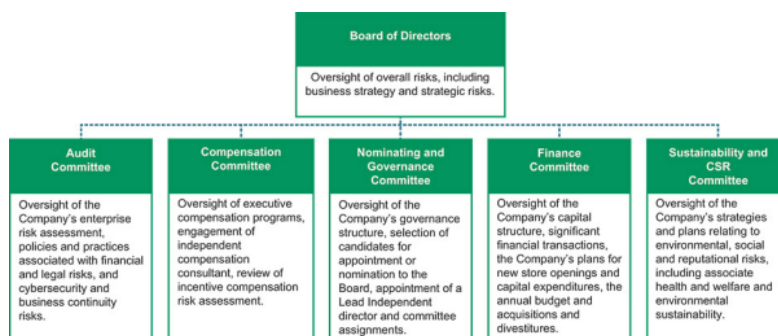 Board of Directors
Oversight of overall risks, including
business strategy and strategic risks.
Audit
Committee
Oversight of the
Company's enterprise
risk assessment,
policies and practices
associated with financial
and legal risks, and
cybersecurity and
business continuity
risks.
Compensation
Committee
Oversight of executive
compensation programs,
engagement of
independent
compensation
consultant, review of
incentive compensation
risk assessment.
Nominating and
Governance
Committee
Oversight of the
Company's governance
structure, selection of
candidates for
appointment or
nomination to the
Board, appointment of a
Lead Independent
director and committee
assignments.
Finance
Committee
Oversight of the
Company's capital
structure, significant
financial transactions,
the Company's plans for
new store openings and
capital expenditures, the
annual budget and
acquisitions and
divestitures.
Sustainability and
CSR
Committee
Oversight of the
Company's strategies
and plans relating to
environmental, social
and reputational risks,
including associate
health and welfare and
environmental
sustainability.